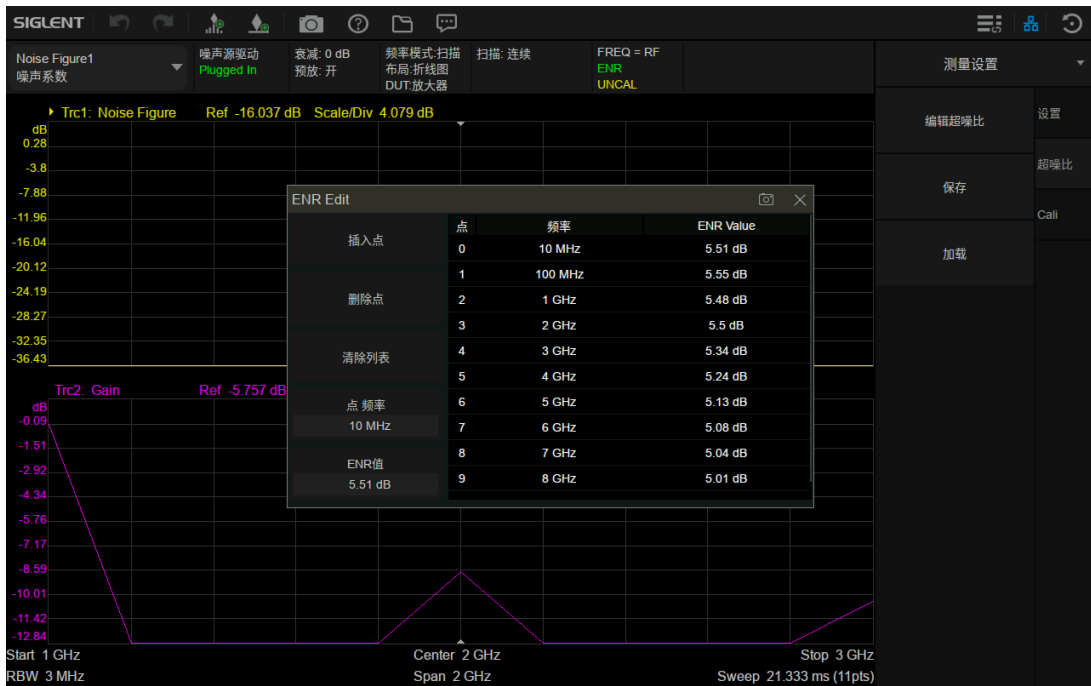 SIGLENT
Noise Figure1
噪声系数
噪声源驱动
Plugged In
衰减: 0 dB
预放: 开
频率模式:扫描
布局:折线图
DUT:放大器
扫描: 连续
FREQ = RF
ENR
UNCAL
测量设置
编辑超噪比
保存
加载
设置
超噪比
Cali
Trc1: Noise Figure Ref -16.037 dB Scale/Div 4.079 dB
dB
0.28
-3.8
-7.88
-11.96
-16.04
-20.12
-24.19
-28.27
-32.35
-36.43
ENR Edit
插入点
删除点
清除列表
点 频率
10 MHz
ENR值
5.51 dB
点 频率 ENR Value
0 10 MHz 5.51 dB
1 100 MHz 5.55 dB
2 1 GHz 5.48 dB
3 2 GHz 5.5 dB
4 3 GHz 5.34 dB
5 4 GHz 5.24 dB
6 5 GHz 5.13 dB
7 6 GHz 5.08 dB
8 7 GHz 5.04 dB
9 8 GHz 5.01 dB
Trc2: Gain Ref -5.757 dB
dB
-0.09
-1.51
-2.92
-4.34
-5.76
-7.17
-8.59
-10.01
-11.42
-12.84
Start 1 GHz Center 2 GHz Stop 3 GHz
RBW 3 MHz Span 2 GHz Sweep 21.333 ms (11pts)